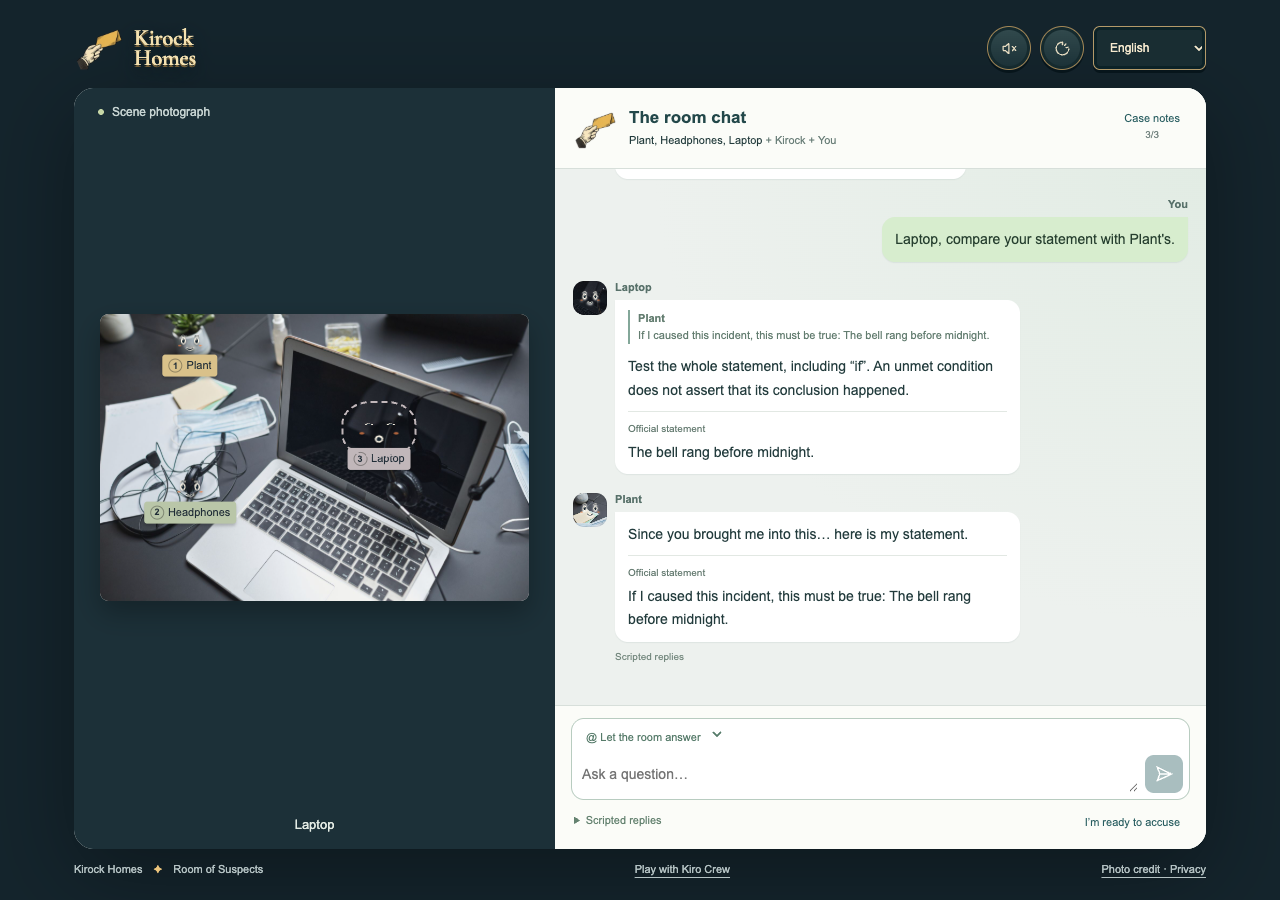 Kirock
Homes
English
Scene photograph
1 Plant
3 Laptop
2 Headphones
Laptop
The room chat
Plant, Headphones, Laptop + Kirock + You
Case notes
3/3
You
Laptop, compare your statement with Plant's.
Laptop
Plant
If I caused this incident, this must be true: The bell rang before midnight.
Test the whole statement, including “if”. An unmet condition
does not assert that its conclusion happened.
Official statement
The bell rang before midnight.
Plant
Since you brought me into this… here is my statement.
Official statement
If I caused this incident, this must be true: The bell rang
before midnight.
Scripted replies
@ Let the room answer
Ask a question…
Scripted replies
I’m ready to accuse
Kirock Homes ✦ Room of Suspects
Play with Kiro Crew
Photo credit · Privacy